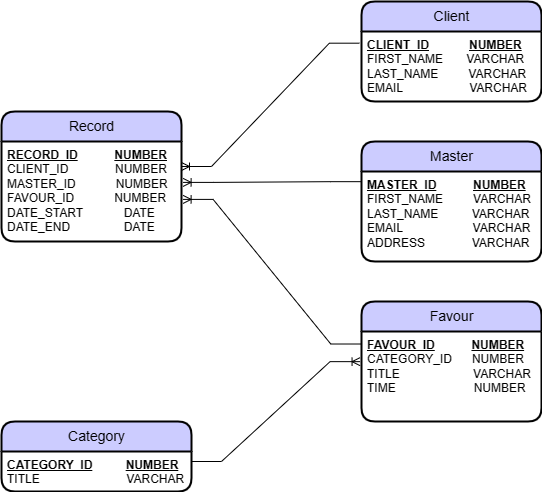 Client
CLIENT_ID NUMBER
FIRST_NAME VARCHAR
LAST_NAME VARCHAR
EMAIL VARCHAR
Record
RECORD_ID NUMBER
CLIENT_ID NUMBER
MASTER_ID NUMBER
FAVOUR_ID NUMBER
DATE_START DATE
DATE_END DATE
Master
MASTER_ID NUMBER
FIRST_NAME VARCHAR
LAST_NAME VARCHAR
EMAIL VARCHAR
ADDRESS VARCHAR
Favour
FAVOUR_ID NUMBER
CATEGORY_ID NUMBER
TITLE VARCHAR
TIME NUMBER
Category
CATEGORY_ID NUMBER
TITLE VARCHAR